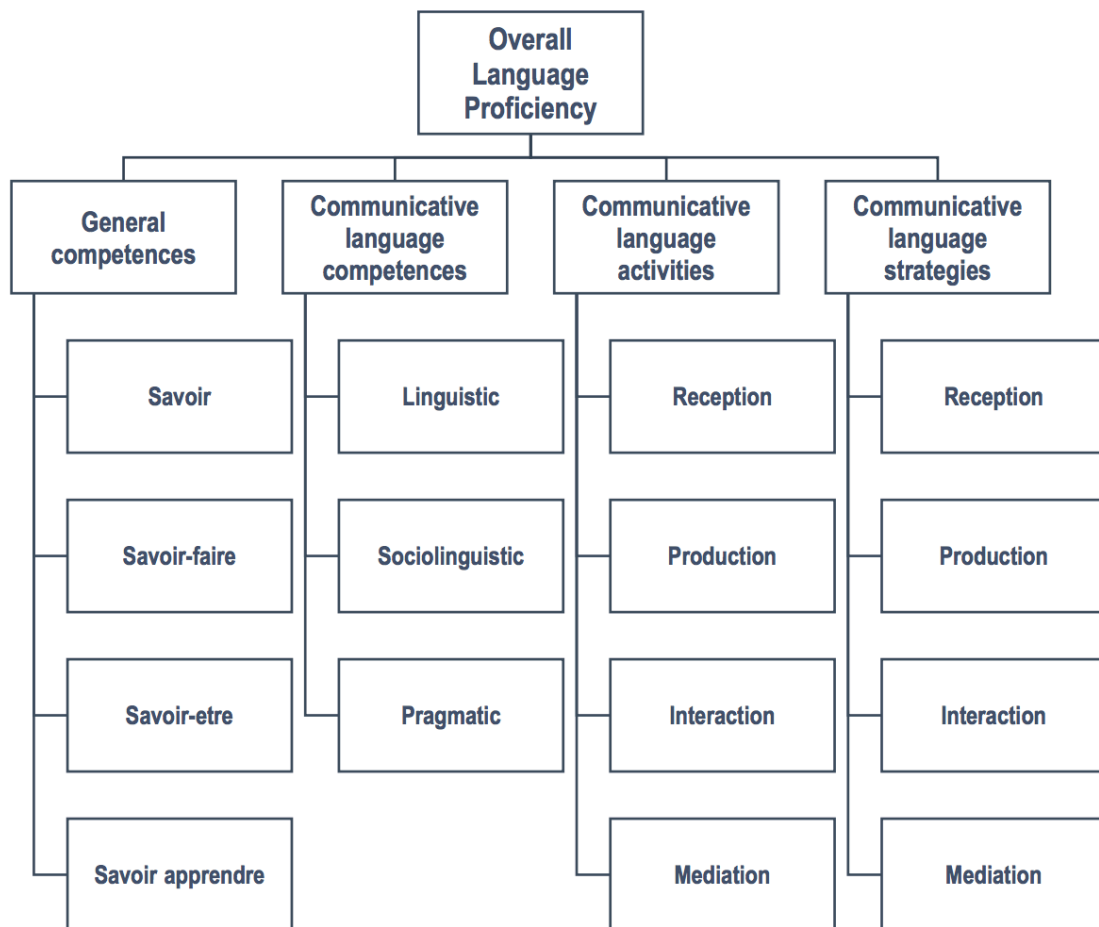 Overall
Language
Proficiency
General
competences
Communicative
language
competences
Communicative
language
activities
Communicative
language
strategies
Savoir
Linguistic
Reception
Reception
Savoir-faire
Sociolinguistic
Production
Production
Savoir-etre
Pragmatic
Interaction
Interaction
Savoir apprendre
Mediation
Mediation